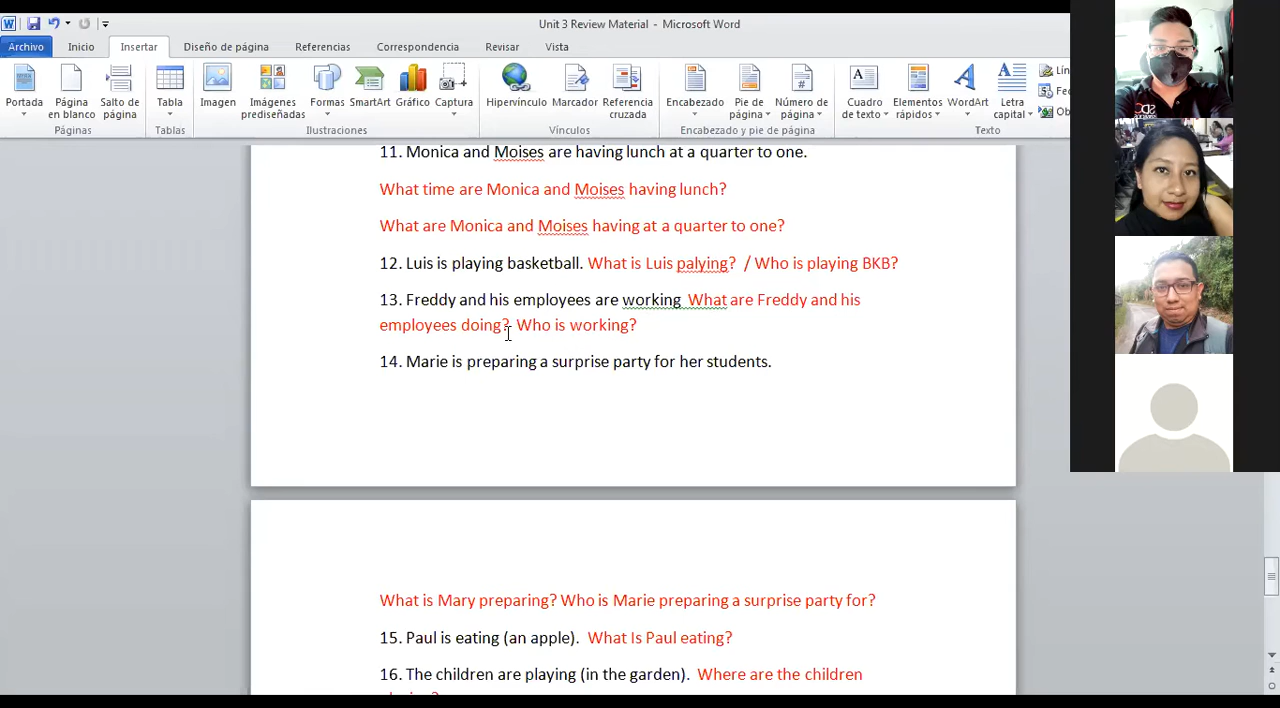 Unit 3 Review Material - Microsoft Word
Archivo Inicio Insertar Diseño de página Referencias Correspondencia Revisar Vista
Portada Página en blanco Salto de página Tabla Imagen Imágenes prediseñadas Formas SmartArt Gráfico Captura Hipervínculo Marcador Referencia cruzada Encabezado Pie de página Número de página Cuadro de texto Elementos rápidos WordArt Letra capital
Páginas Tablas Ilustraciones Vínculos Encabezado y pie de página Texto
11. Monica and Moises are having lunch at a quarter to one.
What time are Monica and Moises having lunch?
What are Monica and Moises having at a quarter to one?
12. Luis is playing basketball. What is Luis palying? / Who is playing BKB?
13. Freddy and his employees are working What are Freddy and his
employees doing? Who is working?
14. Marie is preparing a surprise party for her students.
What is Mary preparing? Who is Marie preparing a surprise party for?
15. Paul is eating (an apple). What Is Paul eating?
16. The children are playing (in the garden). Where are the children